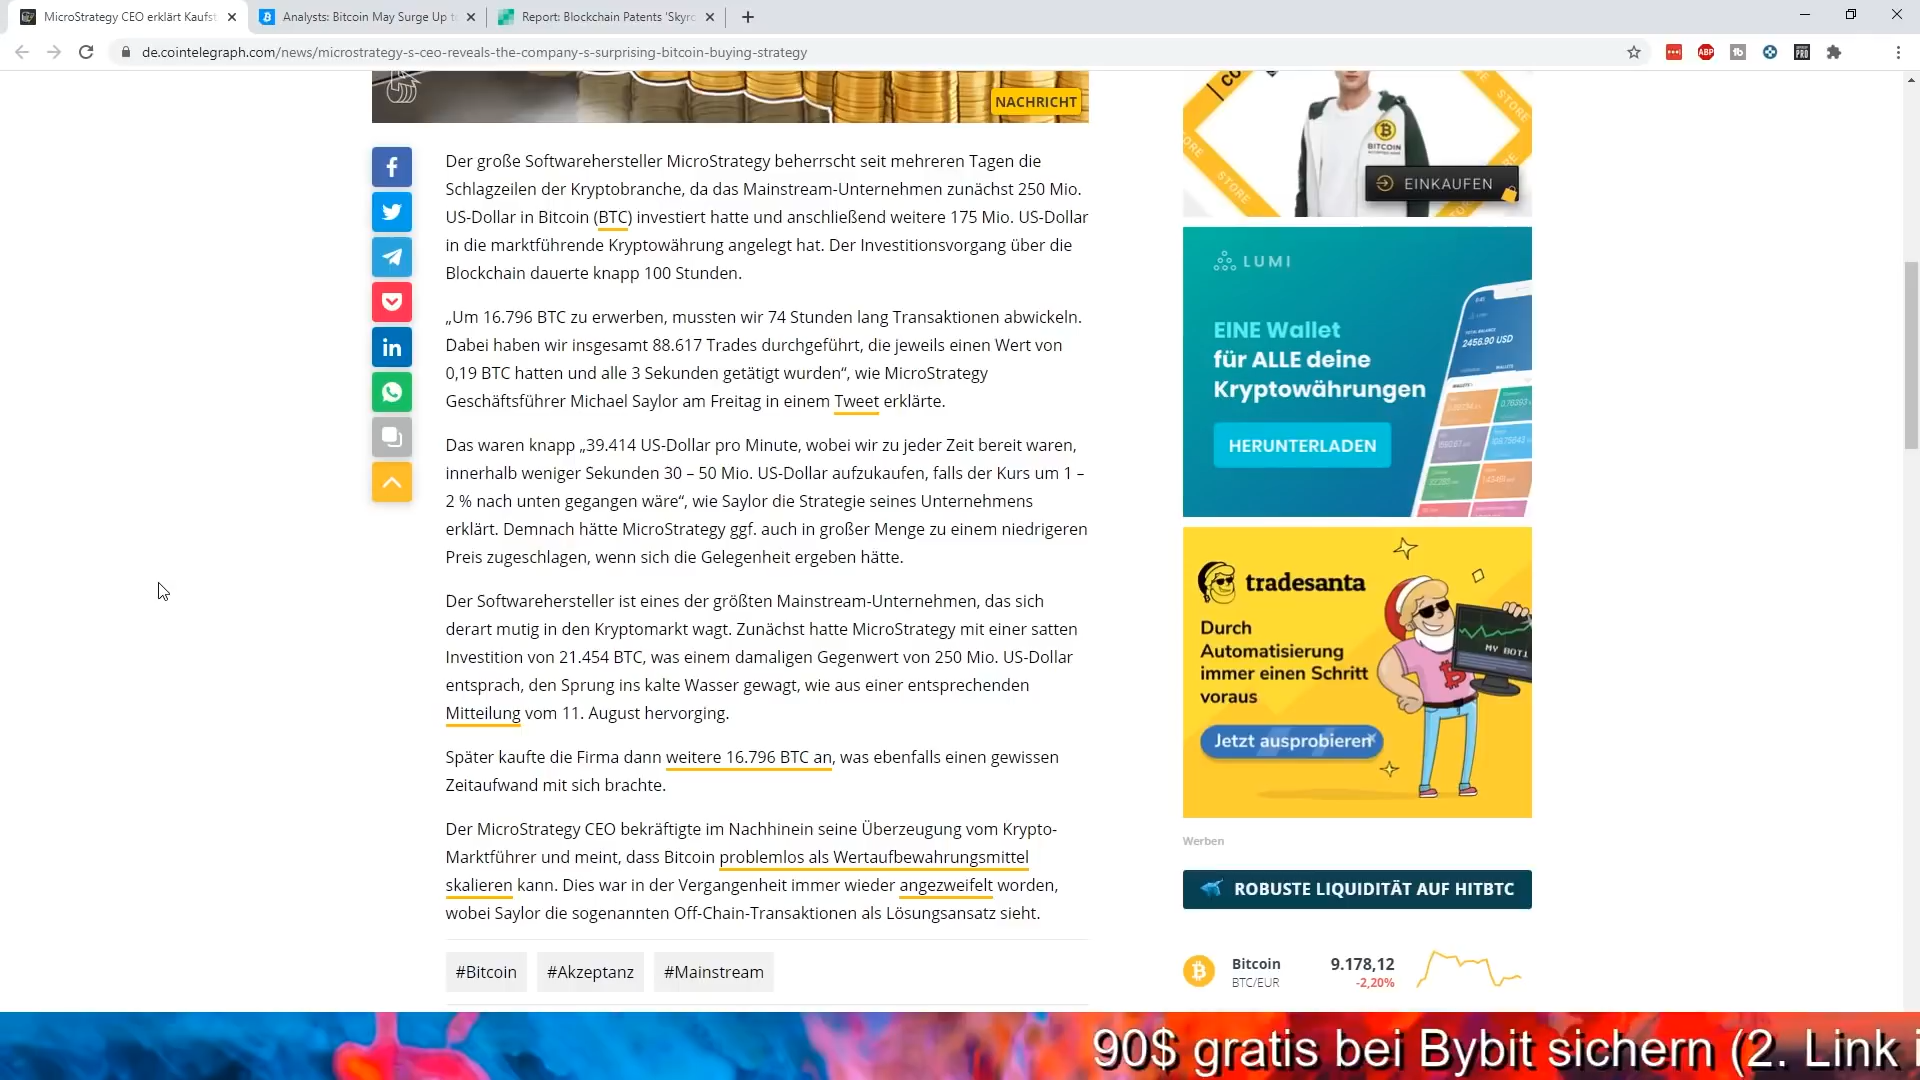 MicroStrategy CEO erklärt Kaufst
Analysts: Bitcoin May Surge Up t
Report: Blockchain Patents 'Skyrc
de.cointelegraph.com/news/microstrategy-s-ceo-reveals-the-company-s-surprising-bitcoin-buying-strategy
NACHRICHT
Der große Softwarehersteller MicroStrategy beherrscht seit mehreren Tagen die
Schlagzeilen der Kryptobranche, da das Mainstream-Unternehmen zunächst 250 Mio.
US-Dollar in Bitcoin (BTC) investiert hatte und anschließend weitere 175 Mio. US-Dollar
in die marktführende Kryptowährung angelegt hat. Der Investitionsvorgang über die
Blockchain dauerte knapp 100 Stunden.
„Um 16.796 BTC zu erwerben, mussten wir 74 Stunden lang Transaktionen abwickeln.
Dabei haben wir insgesamt 88.617 Trades durchgeführt, die jeweils einen Wert von
0,19 BTC hatten und alle 3 Sekunden getätigt wurden“, wie MicroStrategy
Geschäftsführer Michael Saylor am Freitag in einem Tweet erklärte.
Das waren knapp „39.414 US-Dollar pro Minute, wobei wir zu jeder Zeit bereit waren,
innerhalb weniger Sekunden 30 – 50 Mio. US-Dollar aufzukaufen, falls der Kurs um 1 –
2 % nach unten gegangen wäre“, wie Saylor die Strategie seines Unternehmens
erklärt. Demnach hätte MicroStrategy ggf. auch in großer Menge zu einem niedrigeren
Preis zugeschlagen, wenn sich die Gelegenheit ergeben hätte.
Der Softwarehersteller ist eines der größten Mainstream-Unternehmen, das sich
derart mutig in den Kryptomarkt wagt. Zunächst hatte MicroStrategy mit einer satten
Investition von 21.454 BTC, was einem damaligen Gegenwert von 250 Mio. US-Dollar
entsprach, den Sprung ins kalte Wasser gewagt, wie aus einer entsprechenden
Mitteilung vom 11. August hervorging.
Später kaufte die Firma dann weitere 16.796 BTC an, was ebenfalls einen gewissen
Zeitaufwand mit sich brachte.
Der MicroStrategy CEO bekräftigte im Nachhinein seine Überzeugung vom Krypto-
Marktführer und meint, dass Bitcoin problemlos als Wertaufbewahrungsmittel
skalieren kann. Dies war in der Vergangenheit immer wieder angezweifelt worden,
wobei Saylor die sogenannten Off-Chain-Transaktionen als Lösungsansatz sieht.
#Bitcoin #Akzeptanz #Mainstream
STORE
STORE
BITCOIN
EINKAUFEN
LUMI
EINE Wallet
für ALLE deine
Kryptowährungen
HERUNTERLADEN
2456.90 USD
tradesanta
Durch
Automatisierung
immer einen Schritt
voraus
MY BOT1
Jetzt ausprobieren
Werben
ROBUSTE LIQUIDITÄT AUF HITBTC
Bitcoin 9.178,12
BTC/EUR -2,20%
90$ gratis bei Bybit sichern (2. Link i